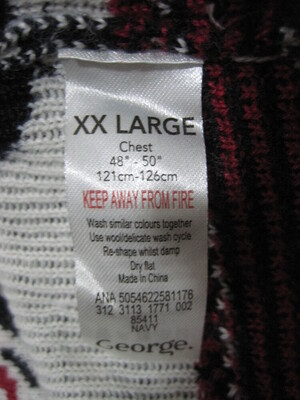 XX LARGE
Chest
48" - 50"
121cm-126cm
KEEP AWAY FROM FIRE
Wash similar colours together
Use wool/delicate wash cycle
Re-shape whilst damp
Dry flat
Made in China
ANA 5054622581176
312 3113 1771 002
85411
NAVY
George.